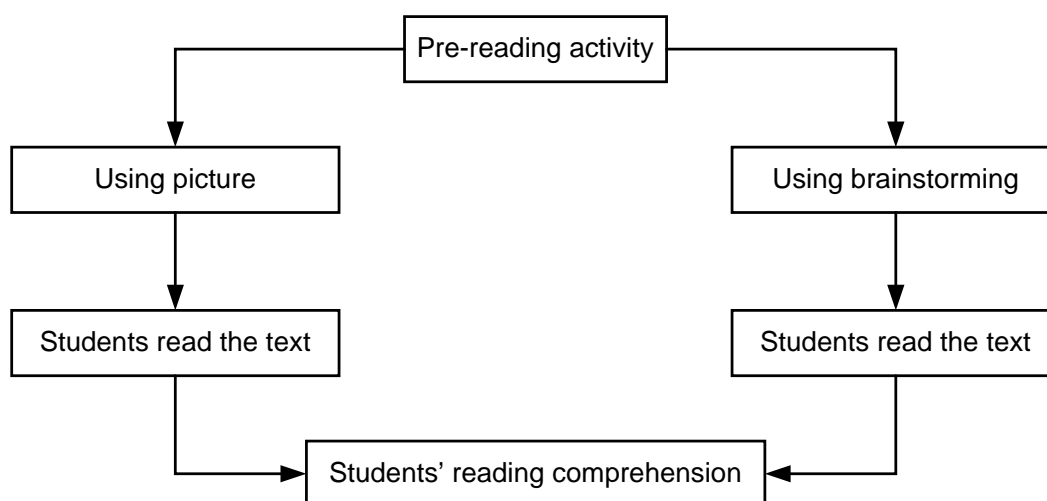 Pre-reading activity
Using picture
Using brainstorming
Students read the text
Students read the text
Students’ reading comprehension